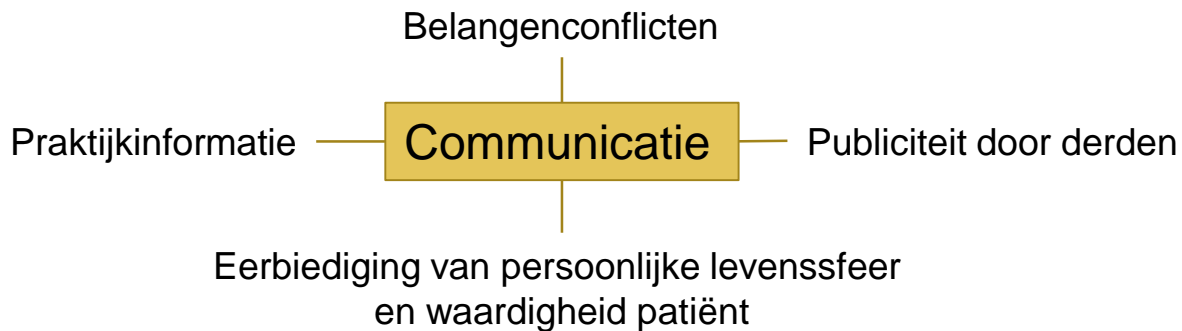 Belangenconflicten
Praktijkinformatie
Communicatie
Publiciteit door derden
Eerbiediging van persoonlijke levenssfeer
en waardigheid patiënt